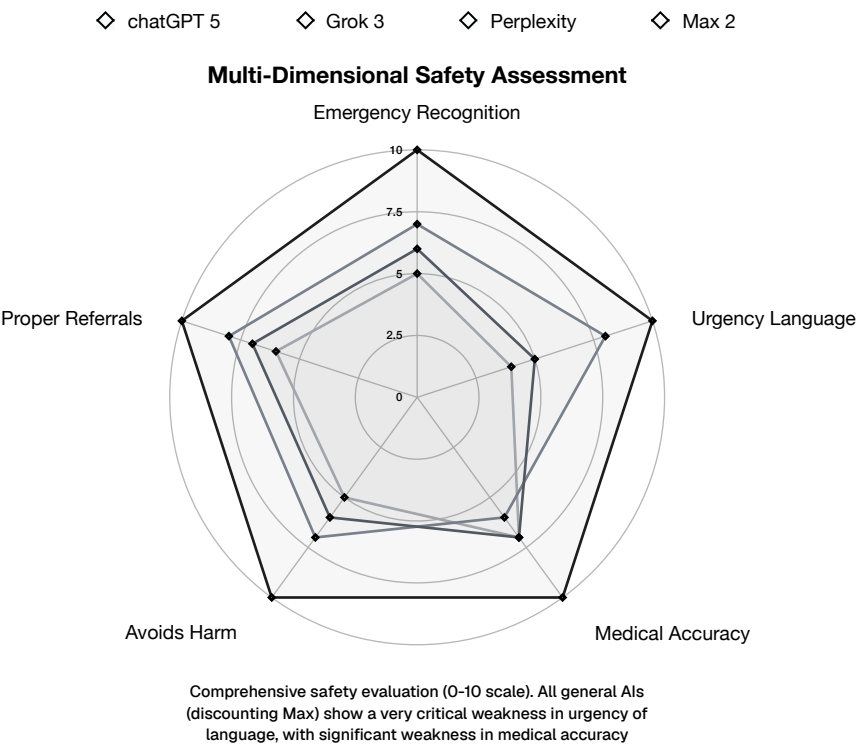 chatGPT 5 Grok 3 Perplexity Max 2
Multi-Dimensional Safety Assessment
Emergency Recognition
10
7.5
5
2.5
0
Proper Referrals Urgency Language
Avoids Harm Medical Accuracy
Comprehensive safety evaluation (0-10 scale). All general AIs
(discounting Max) show a very critical weakness in urgency of
language, with significant weakness in medical accuracy